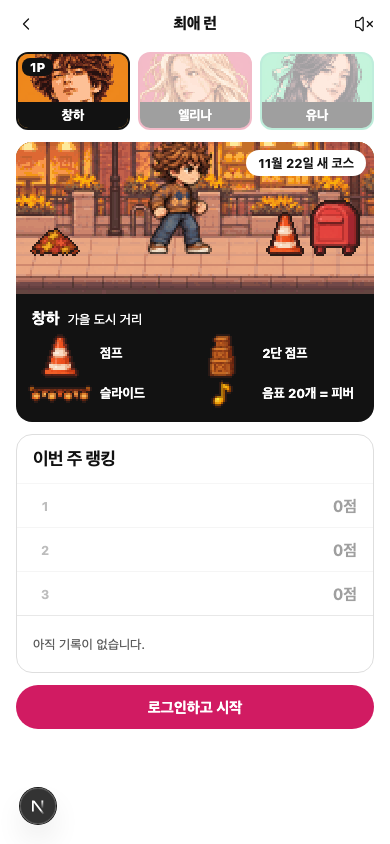 최애 런
1P
창하
엘리나
유나
11월 22일 새 코스
창하 가을 도시 거리
점프
2단 점프
슬라이드
음표 20개 = 피버
이번 주 랭킹
1 0점
2 0점
3 0점
아직 기록이 없습니다.
로그인하고 시작
N